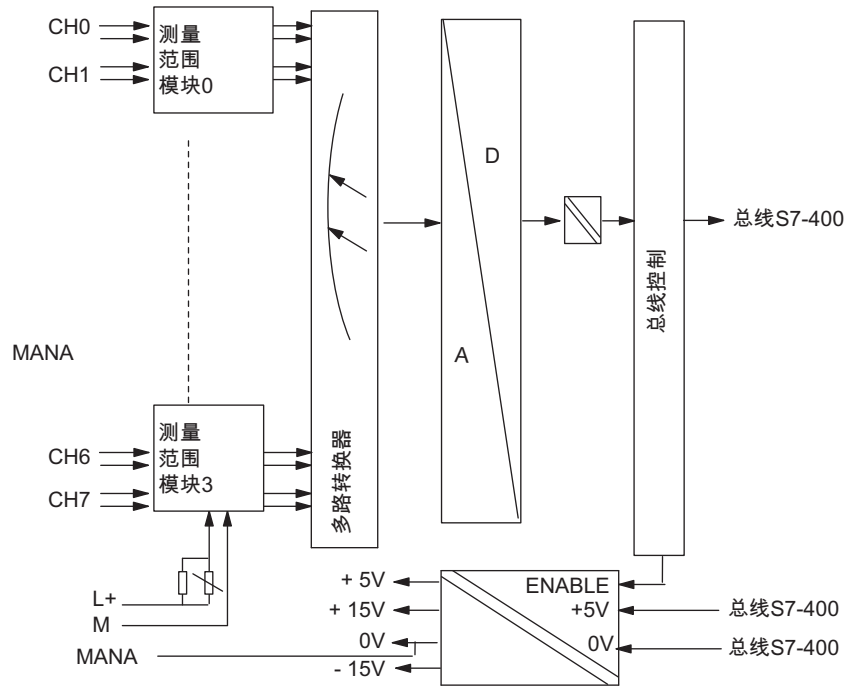 CH0
CH1
测量
范围
模块0
D
总线S7-400
总线控制
MANA
A
CH6
CH7
测量
范围
模块3
多路转换器
L+
M
MANA
+ 5V
+ 15V
0V
- 15V
ENABLE
+5V
0V
总线S7-400
总线S7-400